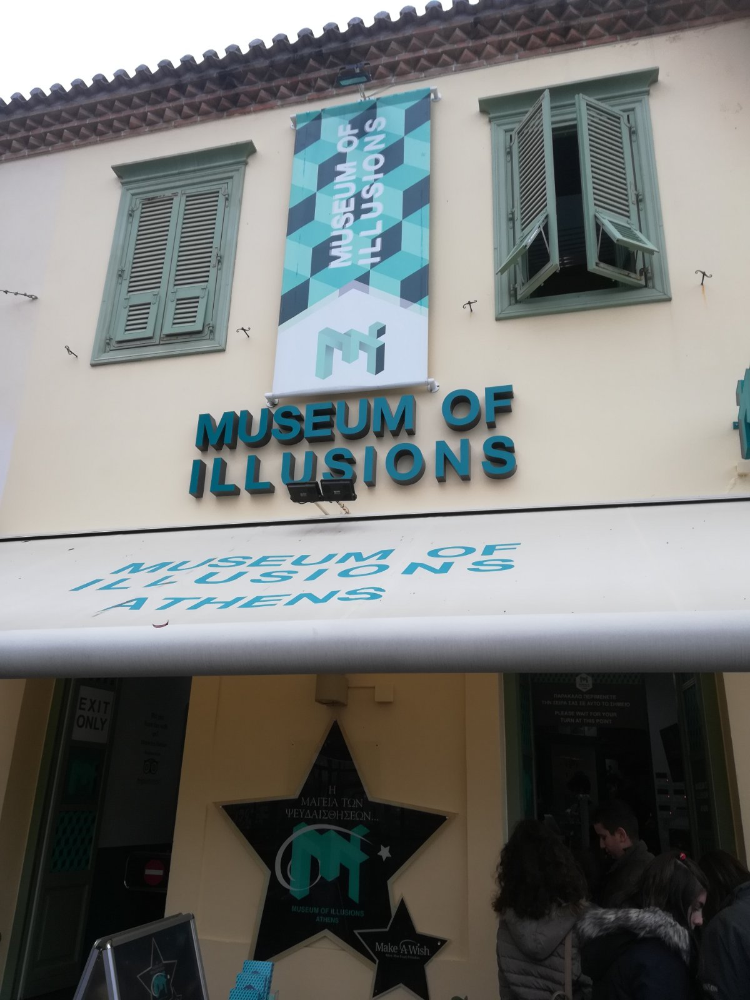 MUSEUM OF
ILLUSIONS
MUSEUM OF
ILLUSIONS
MUSEUM OF
ILLUSIONS
ATHENS
EXIT
ONLY
ΠΑΡΑΚΑΛΩ ΠΕΡΙΜΕΝΕΤΕ
ΤΗΝ ΣΕΙΡΑ ΣΑΣ ΣΕ ΑΥΤΟ ΤΟ ΣΗΜΕΙΟ
PLEASE WAIT FOR YOUR
TURN AT THIS POINT
Η
ΜΑΓΕΙΑ ΤΩΝ
ΨΕΥΔΑΙΣΘΗΣΕΩΝ...
MUSEUM OF ILLUSIONS
ATHENS
Make A Wish